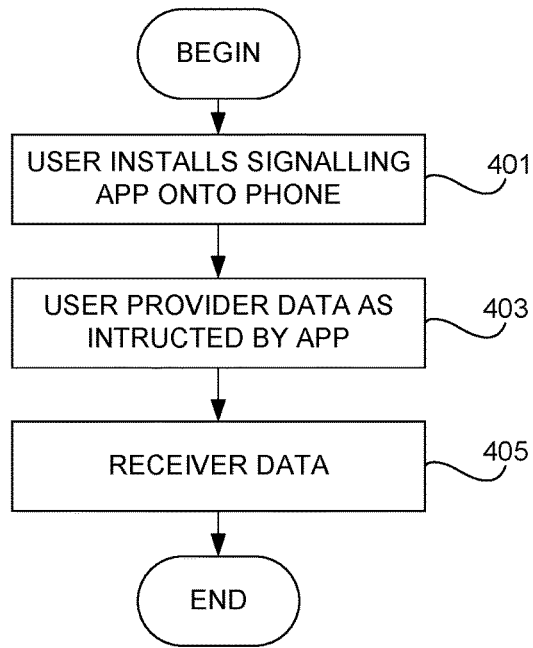 BEGIN
USER INSTALLS SIGNALLING
APP ONTO PHONE
401
USER PROVIDER DATA AS
INTRUCTED BY APP
403
RECEIVER DATA
405
END